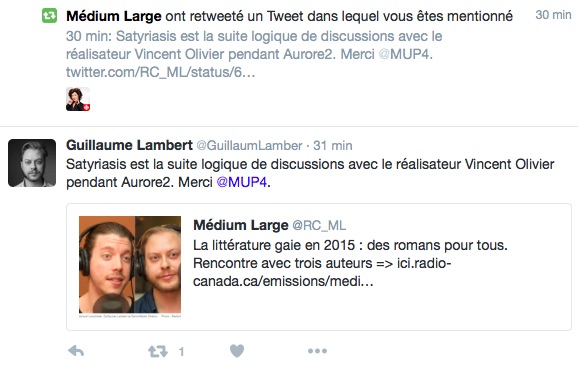 Médium Large ont retweeté un Tweet dans lequel vous êtes mentionné
30 min
30 min: Satyriasis est la suite logique de discussions avec le
réalisateur Vincent Olivier pendant Aurore2. Merci @MUP4.
twitter.com/RC_ML/status/6…
Guillaume Lambert @GuillaumLamber · 31 min
Satyriasis est la suite logique de discussions avec le réalisateur Vincent Olivier
pendant Aurore2. Merci @MUP4.
Médium Large @RC_ML
La littérature gaie en 2015 : des romans pour tous.
Rencontre avec trois auteurs => ici.radio-
canada.ca/emissions/medi…
1